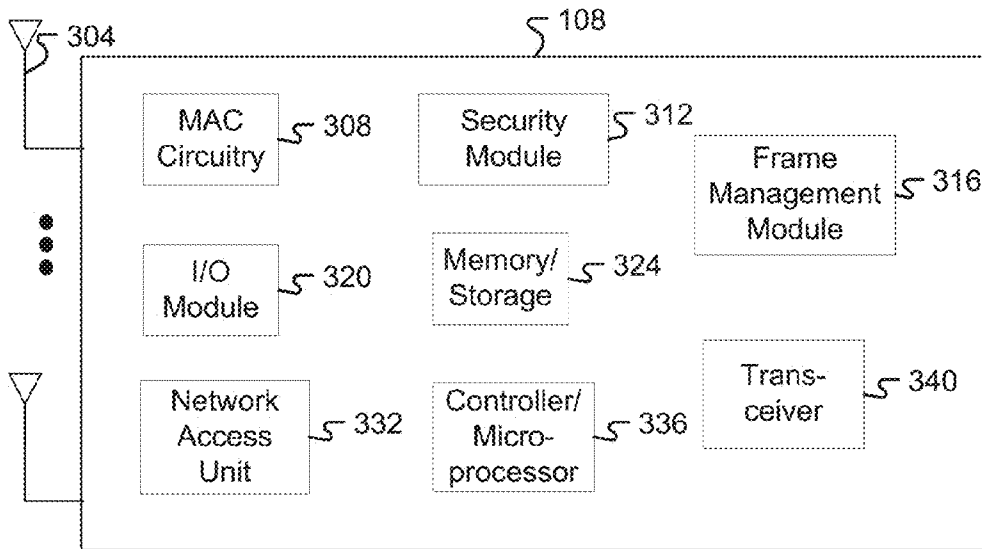 304
108
MAC
Circuitry
308
Security
Module
312
Frame
Management
Module
316
I/O
Module
320
Memory/
Storage
324
Network
Access
Unit
332
Controller/
Micro-
processor
336
Trans-
ceiver
340